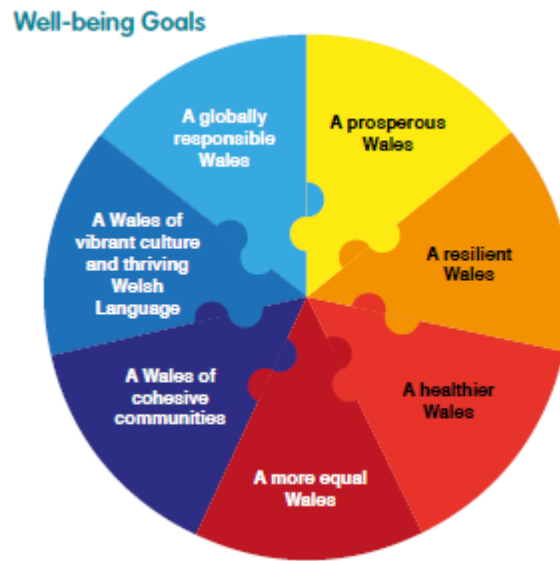 Well-being Goals
A globally
responsible
Wales
A prosperous
Wales
A Wales of
vibrant culture
and thriving
Welsh
Language
A resilient
Wales
A Wales of
cohesive
communities
A healthier
Wales
A more equal
Wales